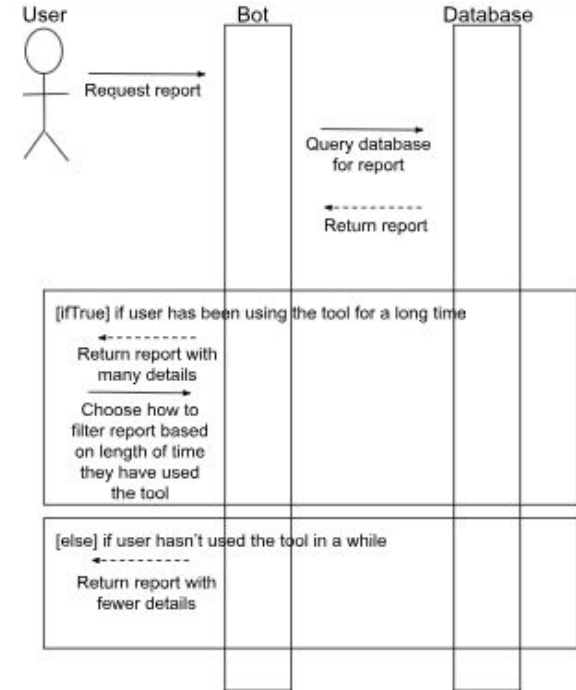 User
Bot
Database
Request report
Query database
for report
Return report
[ifTrue] if user has been using the tool for a long time
Return report with
many details
Choose how to
filter report based
on length of time
they have used
the tool
[else] if user hasn't used the tool in a while
Return report with
fewer details